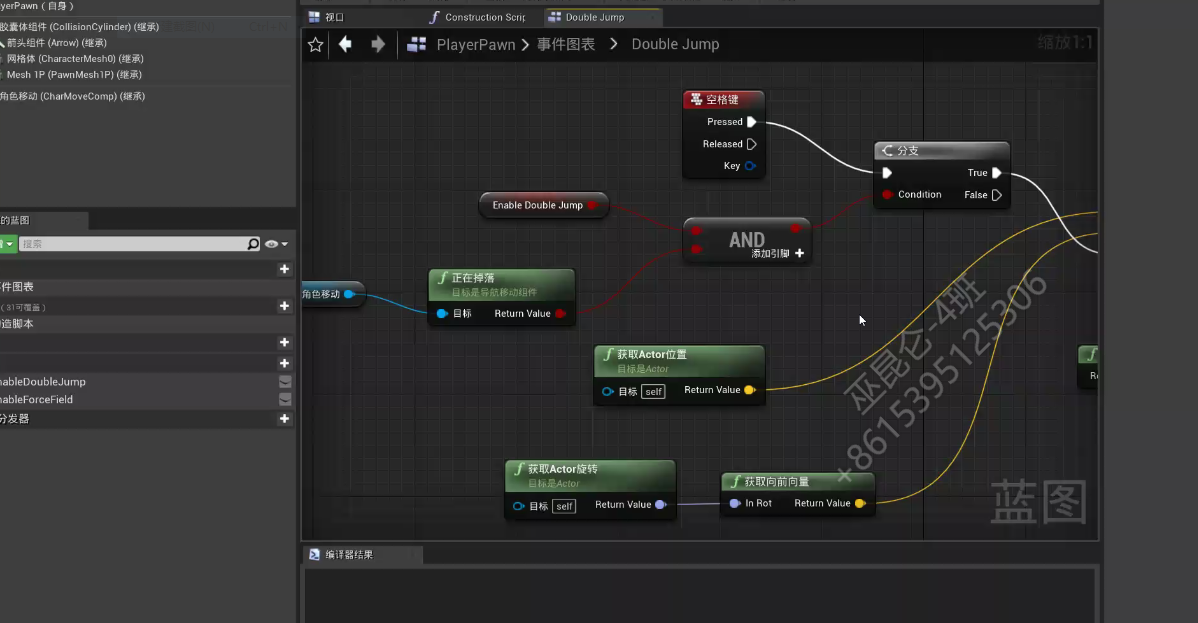 yerPawn（自身）
胶囊体组件 (CollisionCylinder) (继承)
箭头组件 (Arrow) (继承)
网格体 (CharacterMesh0) (继承)
Mesh 1P (PawnMesh1P) (继承)
角色移动 (CharMoveComp) (继承)
的蓝图
搜索
件图表
（31可覆盖）
造脚本
nableDoubleJump
nableForceField
分发器
视口
Construction Scrip
Double Jump
PlayerPawn > 事件图表 > Double Jump
缩放1:1
空格键
Pressed
Released
Key
分支
True
Condition
False
Enable Double Jump
AND
添加引脚
角色移动
正在掉落
目标是导航移动组件
目标
Return Value
获取Actor位置
目标是Actor
目标 self
Return Value
获取Actor旋转
目标是Actor
目标 self
Return Value
获取向前向量
In Rot
Return Value
巫昆仑-4班
+8615395125306
蓝图
编译器结果